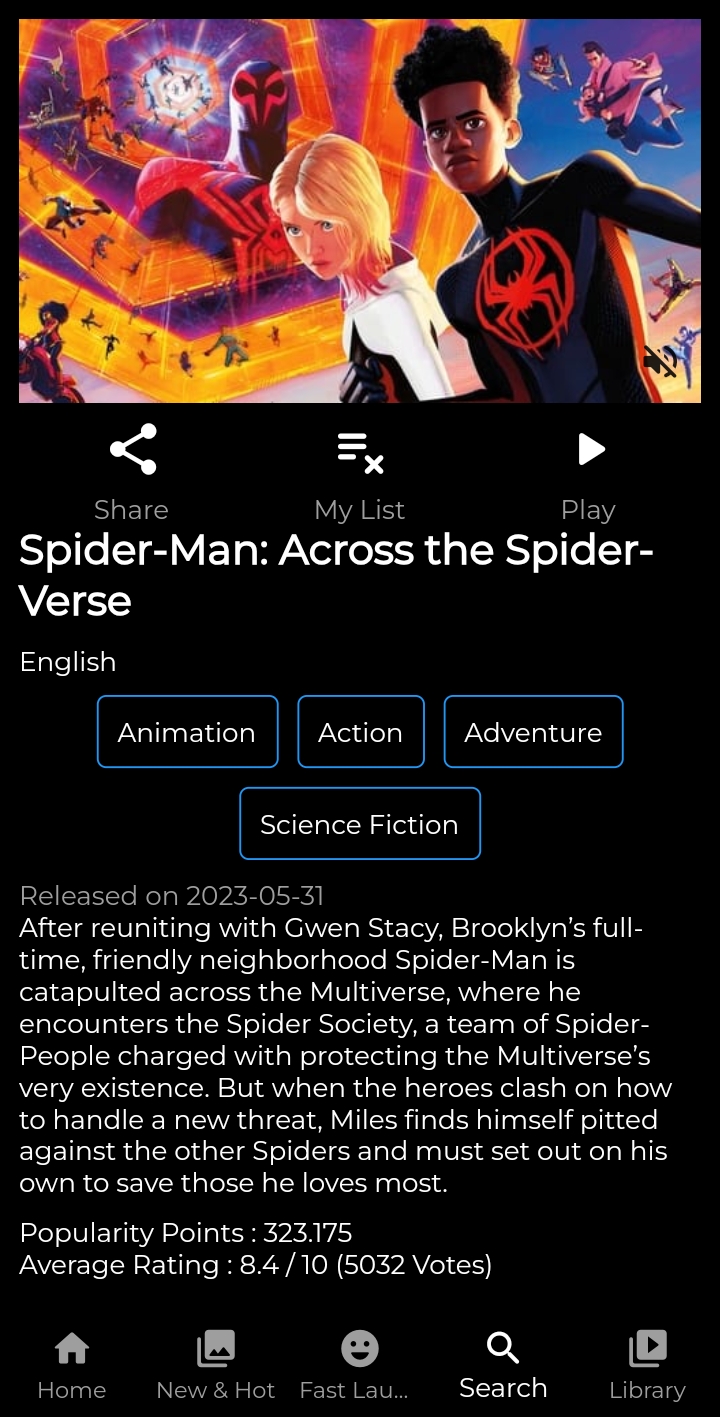 Share
My List
Play
Spider-Man: Across the Spider-
Verse
English
Animation
Action
Adventure
Science Fiction
Released on 2023-05-31
After reuniting with Gwen Stacy, Brooklyn’s full-
time, friendly neighborhood Spider-Man is
catapulted across the Multiverse, where he
encounters the Spider Society, a team of Spider-
People charged with protecting the Multiverse’s
very existence. But when the heroes clash on how
to handle a new threat, Miles finds himself pitted
against the other Spiders and must set out on his
own to save those he loves most.
Popularity Points : 323.175
Average Rating : 8.4 / 10 (5032 Votes)
Home
New & Hot
Fast Lau...
Search
Library